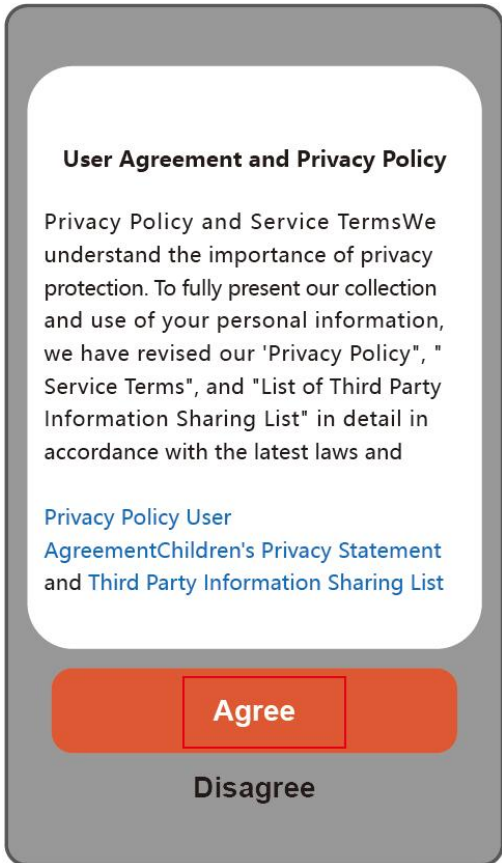 User Agreement and Privacy Policy
Privacy Policy and Service TermsWe
understand the importance of privacy
protection. To fully present our collection
and use of your personal information,
we have revised our 'Privacy Policy", "
Service Terms", and "List of Third Party
Information Sharing List" in detail in
accordance with the latest laws and
Privacy Policy User
AgreementChildren's Privacy Statement
and Third Party Information Sharing List
Agree
Disagree